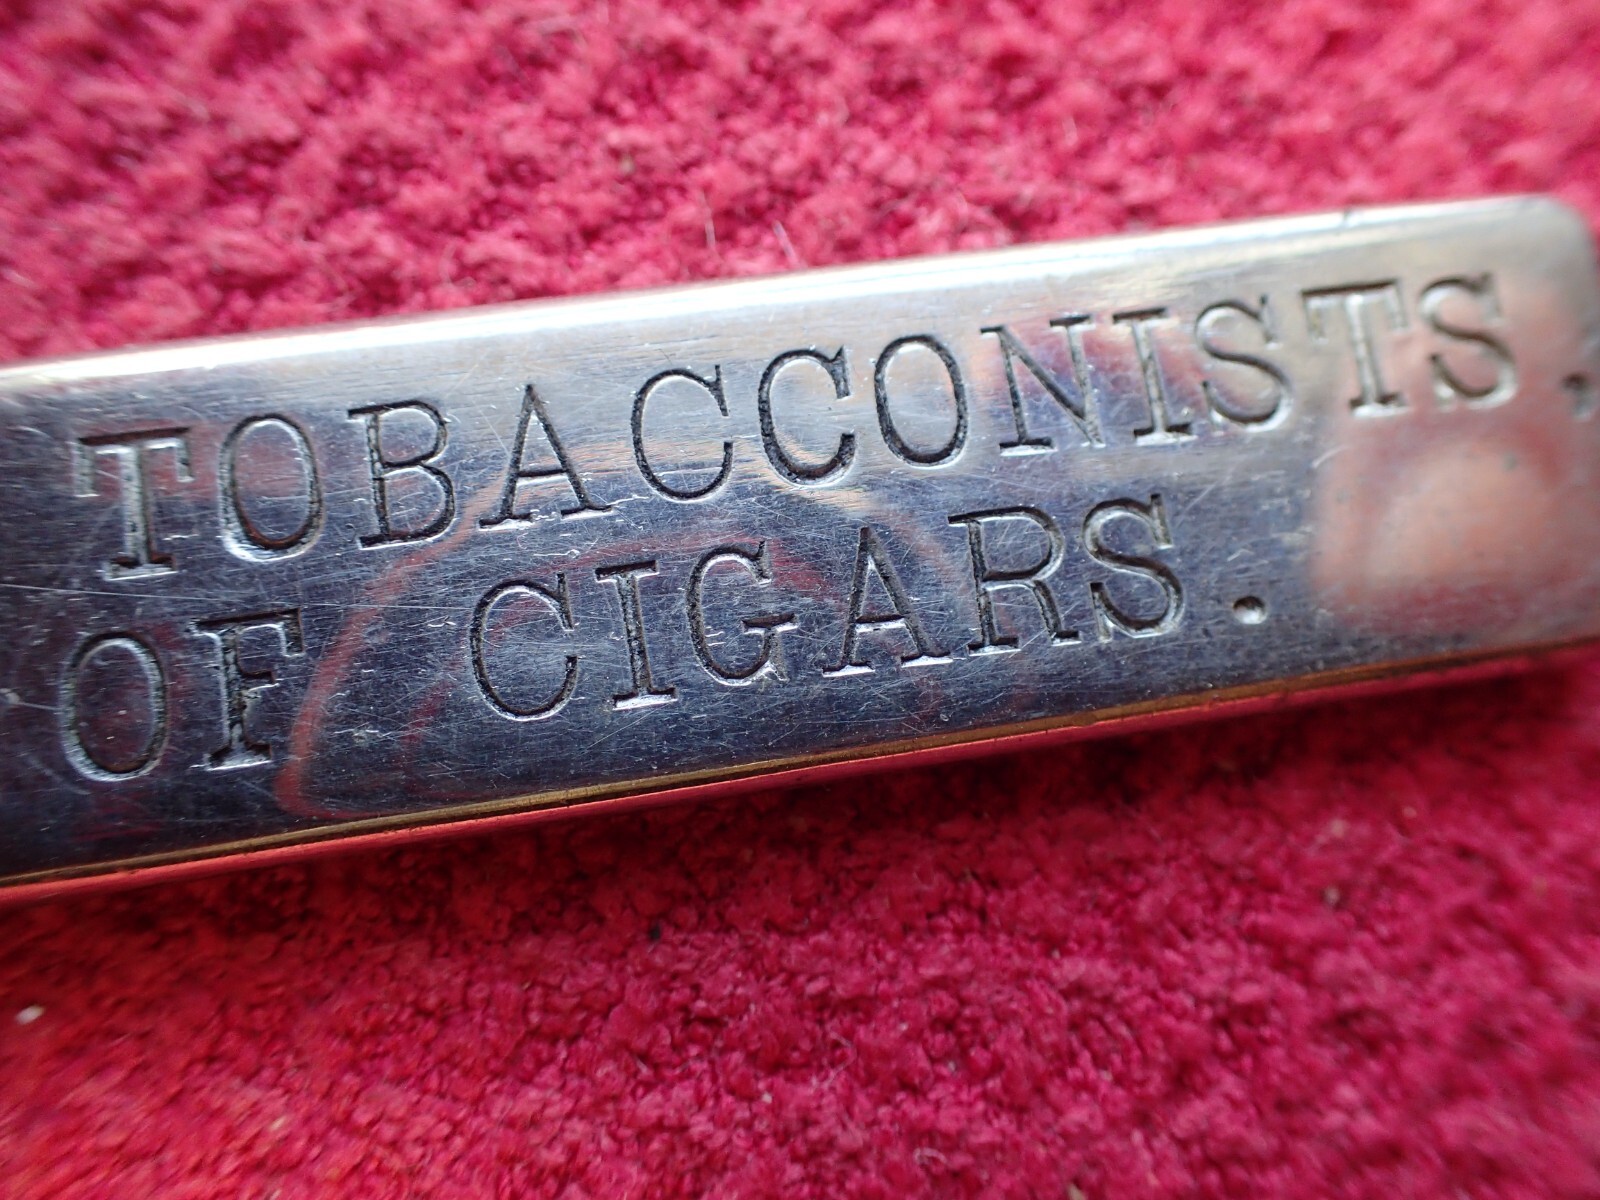 TOBACCONISTS.
OF CIGARS.